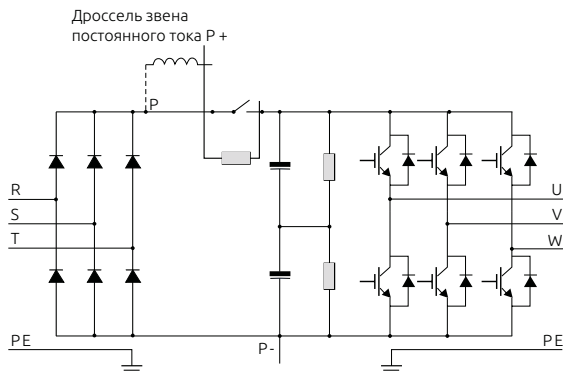 Дроссель звена
постоянного тока P +
P
R
S
T
U
V
W
PE
P-
PE